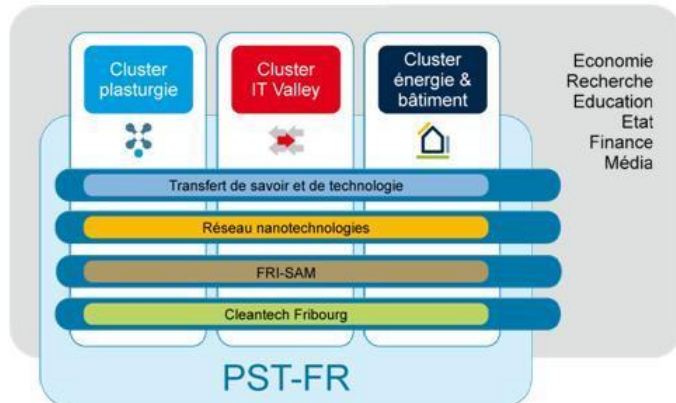 Cluster
plasturgie
Cluster
IT Valley
Cluster
énergie &
bâtiment
Economie
Recherche
Education
Etat
Finance
Média
Transfert de savoir et de technologie
Réseau nanotechnologies
FRI-SAM
Cleantech Fribourg
PST-FR